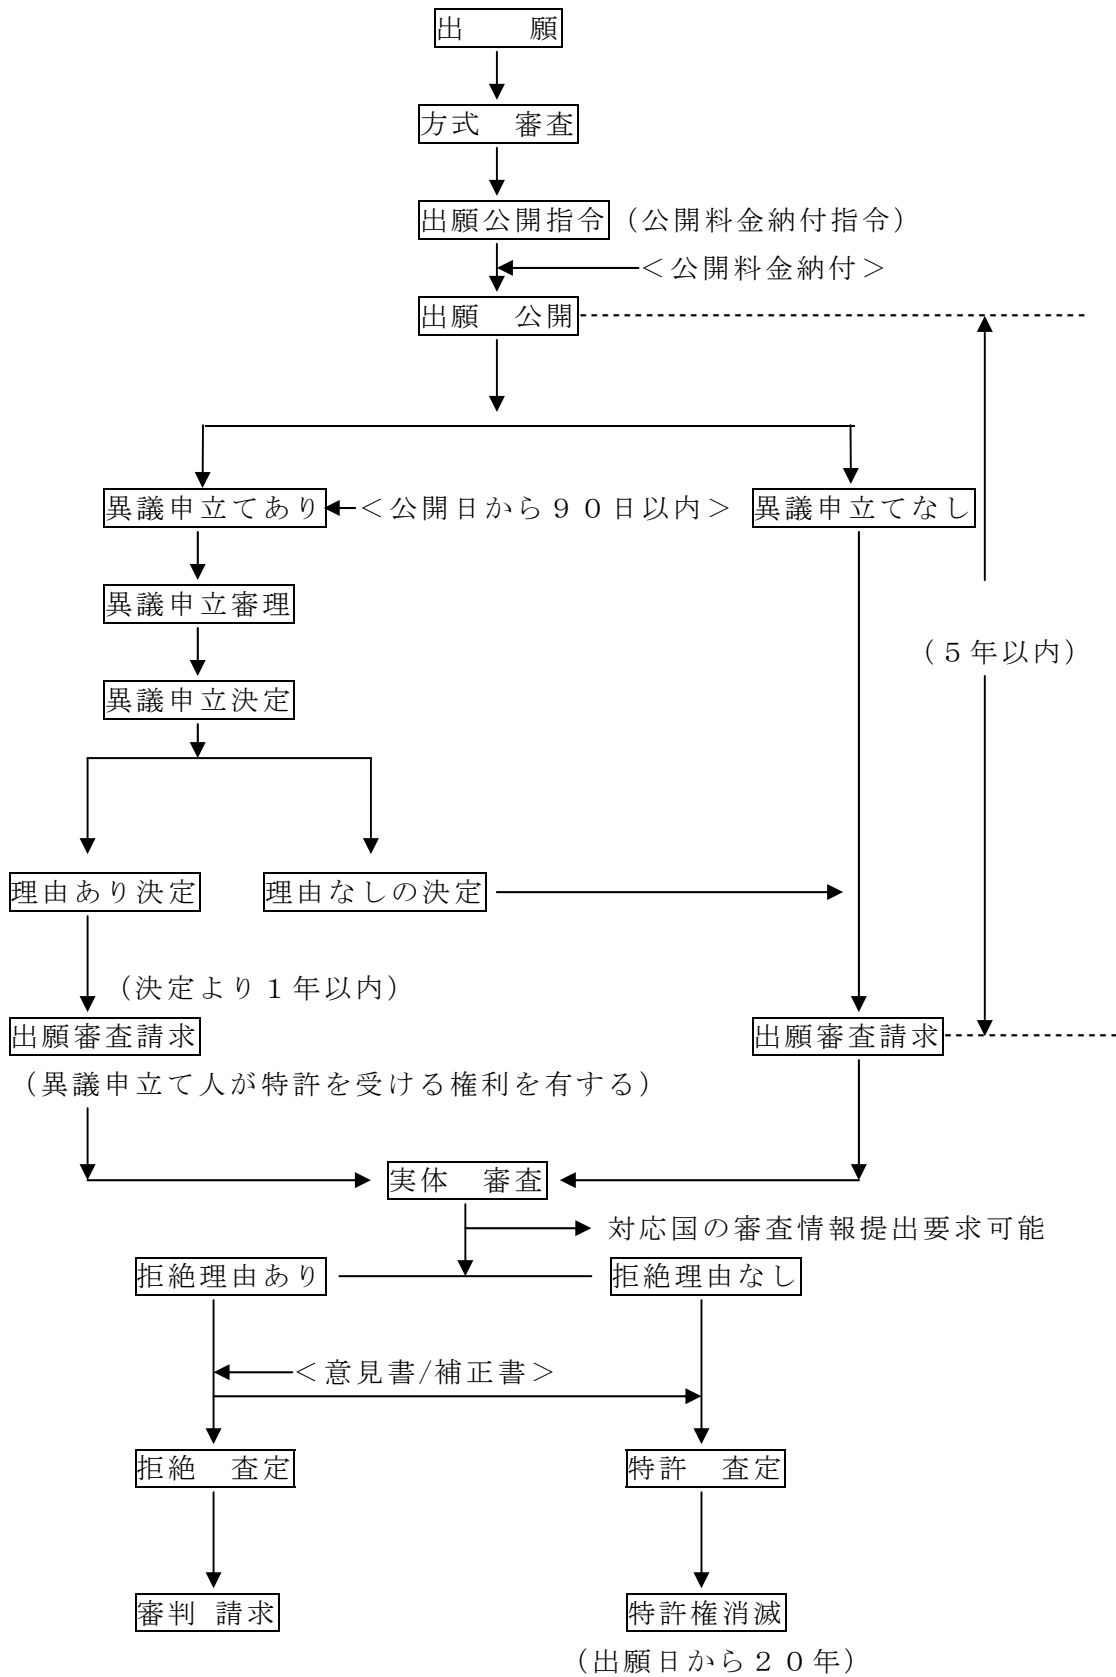 出　　願
方式　審査
出願公開指令（公開料金納付指令）
＜公開料金納付＞
出願　公開
異議申立てあり＜公開日から９０日以内＞異議申立てなし
異議申立審理
（５年以内）
異議申立決定
理由あり決定　理由なしの決定
（決定より１年以内）
出願審査請求　出願審査請求
（異議申立て人が特許を受ける権利を有する）
実体　審査
対応国の審査情報提出要求可能
拒絶理由あり　拒絶理由なし
＜意見書/補正書＞
拒絶　査定　特許　査定
審判 請求　特許権消滅
（出願日から２０年）